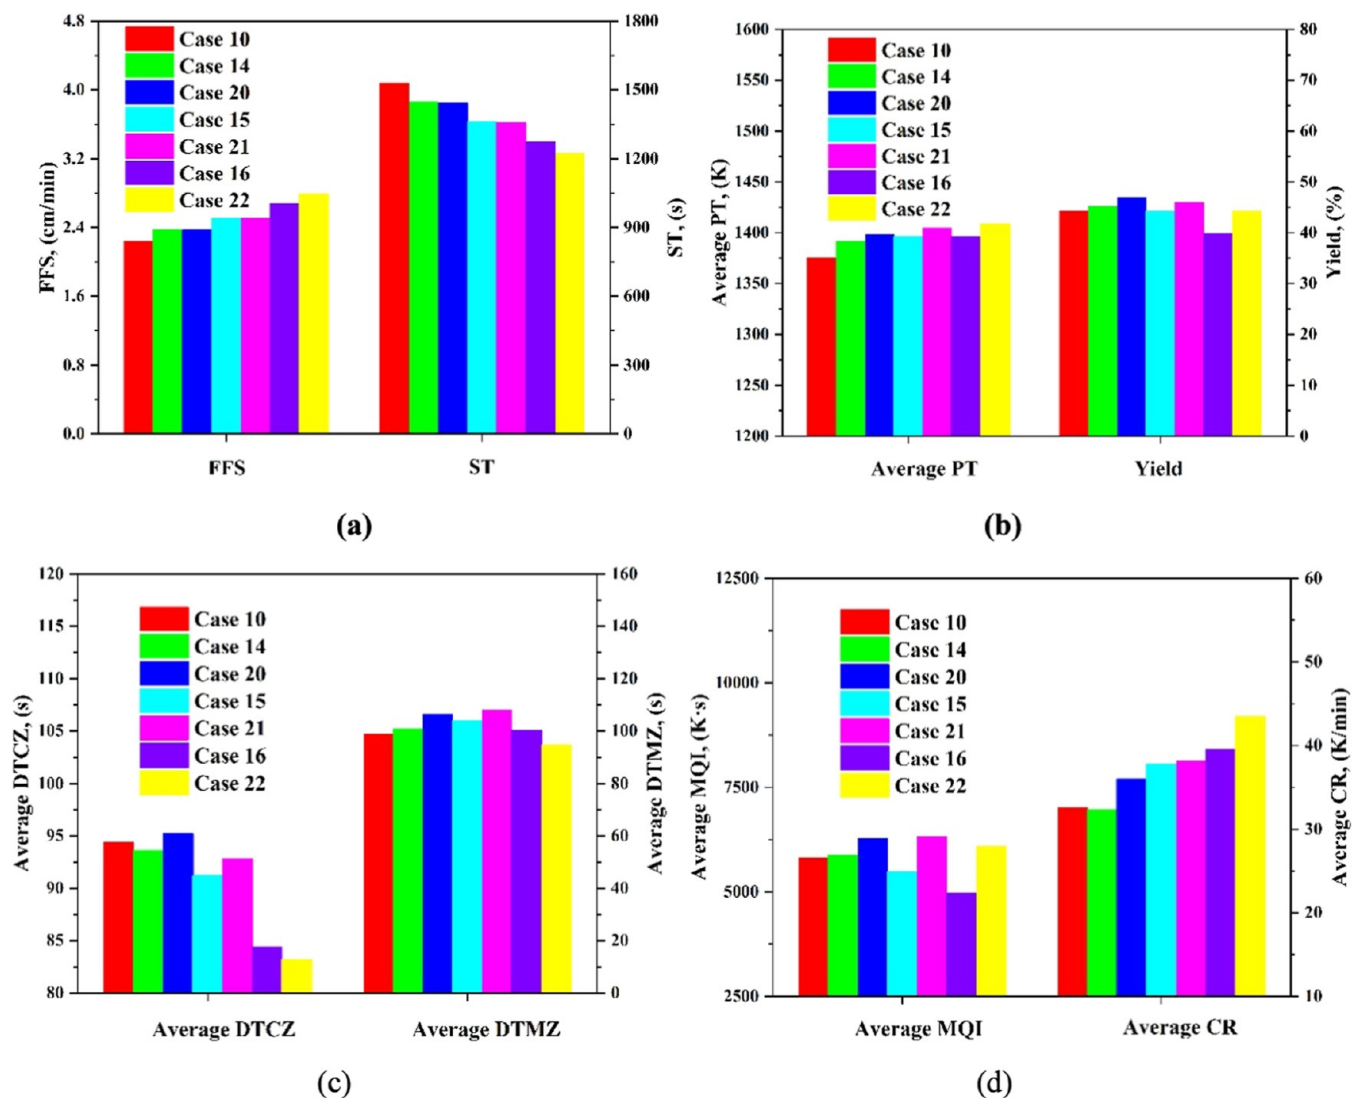 4.8
4.0
3.2
2.4
1.6
0.8
0.0
FFS, (cm/min)
Case 10
Case 14
Case 20
Case 15
Case 21
Case 16
Case 22
1800
1500
1200
900
600
300
0
ST, (s)
FFS
ST
(a)
1600
1550
1500
1450
1400
1350
1300
1250
1200
Average PT, (K)
Case 10
Case 14
Case 20
Case 15
Case 21
Case 16
Case 22
80
70
60
50
40
30
20
10
0
Yield, (%)
Average PT
Yield
(b)
120
115
110
105
100
95
90
85
80
Average DTCZ, (s)
Case 10
Case 14
Case 20
Case 15
Case 21
Case 16
Case 22
160
140
120
100
80
60
40
20
0
Average DTMZ, (s)
Average DTCZ
Average DTMZ
(c)
12500
10000
7500
5000
2500
Average MQI, (K·s)
Case 10
Case 14
Case 20
Case 15
Case 21
Case 16
Case 22
60
50
40
30
20
10
Average CR, (K/min)
Average MQI
Average CR
(d)